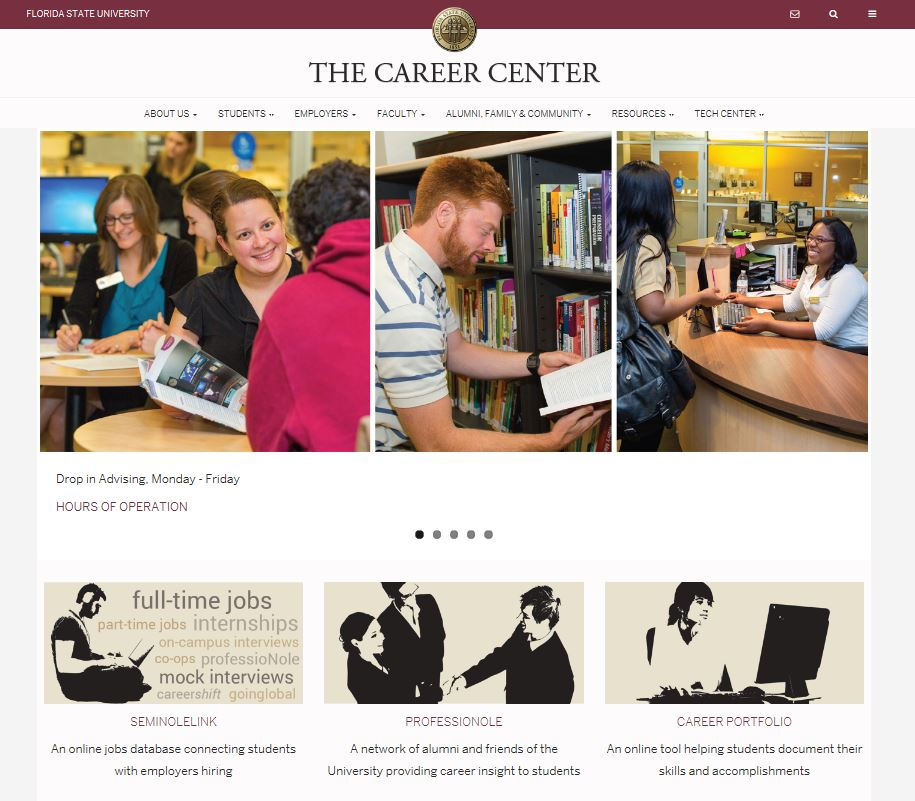 FLORIDA STATE UNIVERSITY
THE CAREER CENTER
ABOUT US STUDENTS EMPLOYERS FACULTY ALUMNI, FAMILY & COMMUNITY RESOURCES TECH CENTER
Drop in Advising, Monday - Friday
HOURS OF OPERATION
full-time jobs
part-time jobs internships
on-campus interviews
co-ops professioNole
mock interviews
careershift goinglobal
SEMINOLELINK
An online jobs database connecting students
with employers hiring
PROFESSIONOLE
A network of alumni and friends of the
University providing career insight to students
CAREER PORTFOLIO
An online tool helping students document their
skills and accomplishments